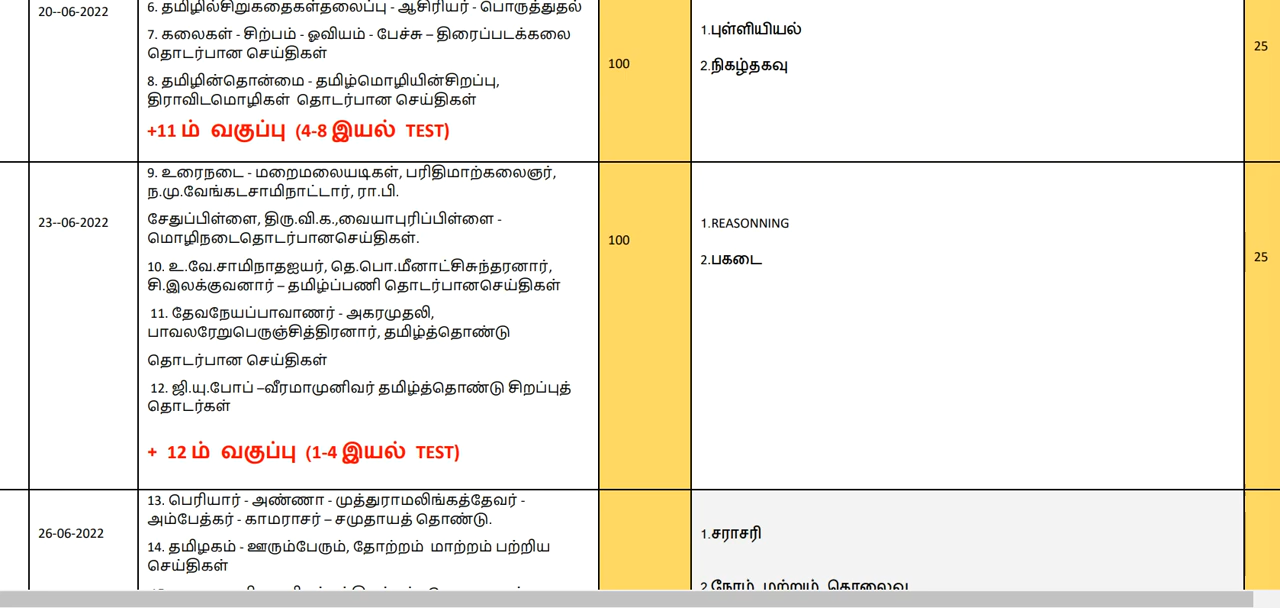 20--06-2022
6. தமிழில்சிறுகதைகள்தலைப்பு - ஆசிரியர் - பொருத்துதல்
7. கலைகள் - சிற்பம் - ஓவியம் - பேச்சு – திரைப்படக்கலை
தொடர்பான செய்திகள்
8. தமிழின்தொன்மை - தமிழ்மொழியின்சிறப்பு,
திராவிடமொழிகள் தொடர்பான செய்திகள்
+11 ம் வகுப்பு (4-8 இயல் TEST)
100
1.புள்ளியியல்
2.நிகழ்தகவு
25
23--06-2022
9. உரைநடை - மறைமலையடிகள், பரிதிமாற்கலைஞர்,
ந.மு.வேங்கடசாமிநாட்டார், ரா.பி.
சேதுப்பிள்ளை, திரு.வி.க.,வையாபுரிப்பிள்ளை -
மொழிநடைதொடர்பானசெய்திகள்.
10. உ.வே.சாமிநாதஐயர், தெ.பொ.மீனாட்சிசுந்தரனார்,
சி.இலக்குவனார் – தமிழ்ப்பணி தொடர்பானசெய்திகள்
11. தேவநேயப்பாவாணர் - அகரமுதலி,
பாவலரேறுபெருஞ்சித்திரனார், தமிழ்த்தொண்டு
தொடர்பான செய்திகள்
12. ஜி.யு.போப் –வீரமாமுனிவர் தமிழ்த்தொண்டு சிறப்புத்
தொடர்கள்
+ 12 ம் வகுப்பு (1-4 இயல் TEST)
100
1.REASONNING
2.பகடை
25
26-06-2022
13. பெரியார் - அண்ணா - முத்துராமலிங்கத்தேவர் -
அம்பேத்கர் - காமராசர் – சமுதாயத் தொண்டு.
14. தமிழகம் - ஊரும்பேரும், தோற்றம் மாற்றம் பற்றிய
செய்திகள்
1.சராசரி
2.நேரம் மற்றும் தொலைவு